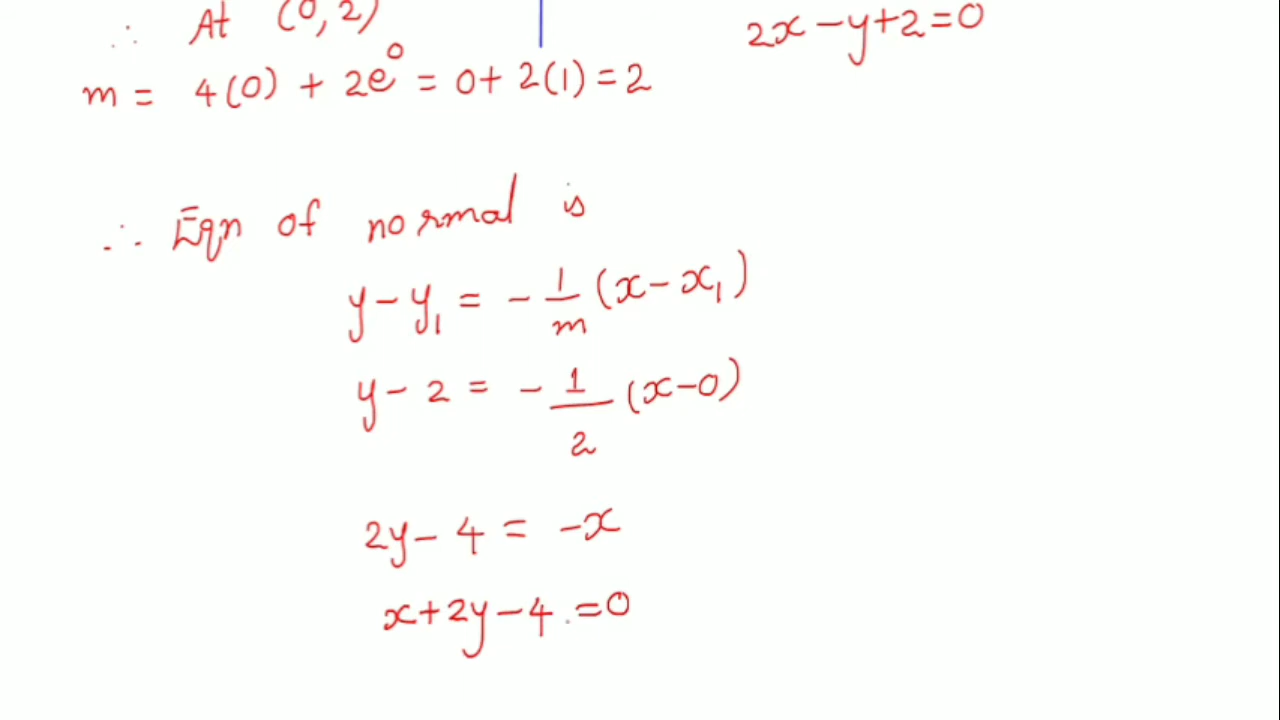 ∴ At (0,2)
m = 4(0) + 2e⁰ = 0+ 2(1) = 2
2x-y+2=0
∴ Eqn of normal is
y-y₁ = -1/m (x-x₁)
y-2 = -1/2 (x-0)
2y-4 = -x
x+2y-4=0